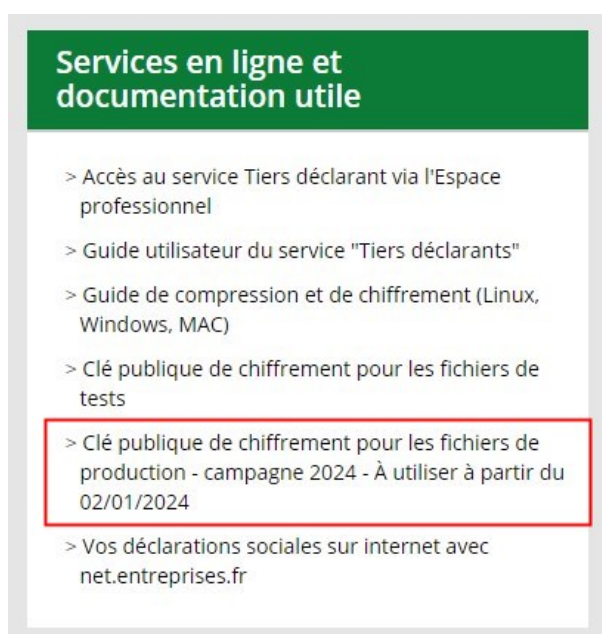 Services en ligne et
documentation utile
> Accès au service Tiers déclarant via l'Espace
professionnel
> Guide utilisateur du service "Tiers déclarants"
> Guide de compression et de chiffrement (Linux,
Windows, MAC)
> Clé publique de chiffrement pour les fichiers de
tests
> Clé publique de chiffrement pour les fichiers de
production - campagne 2024 - À utiliser à partir du
02/01/2024
> Vos déclarations sociales sur internet avec
net.entreprises.fr